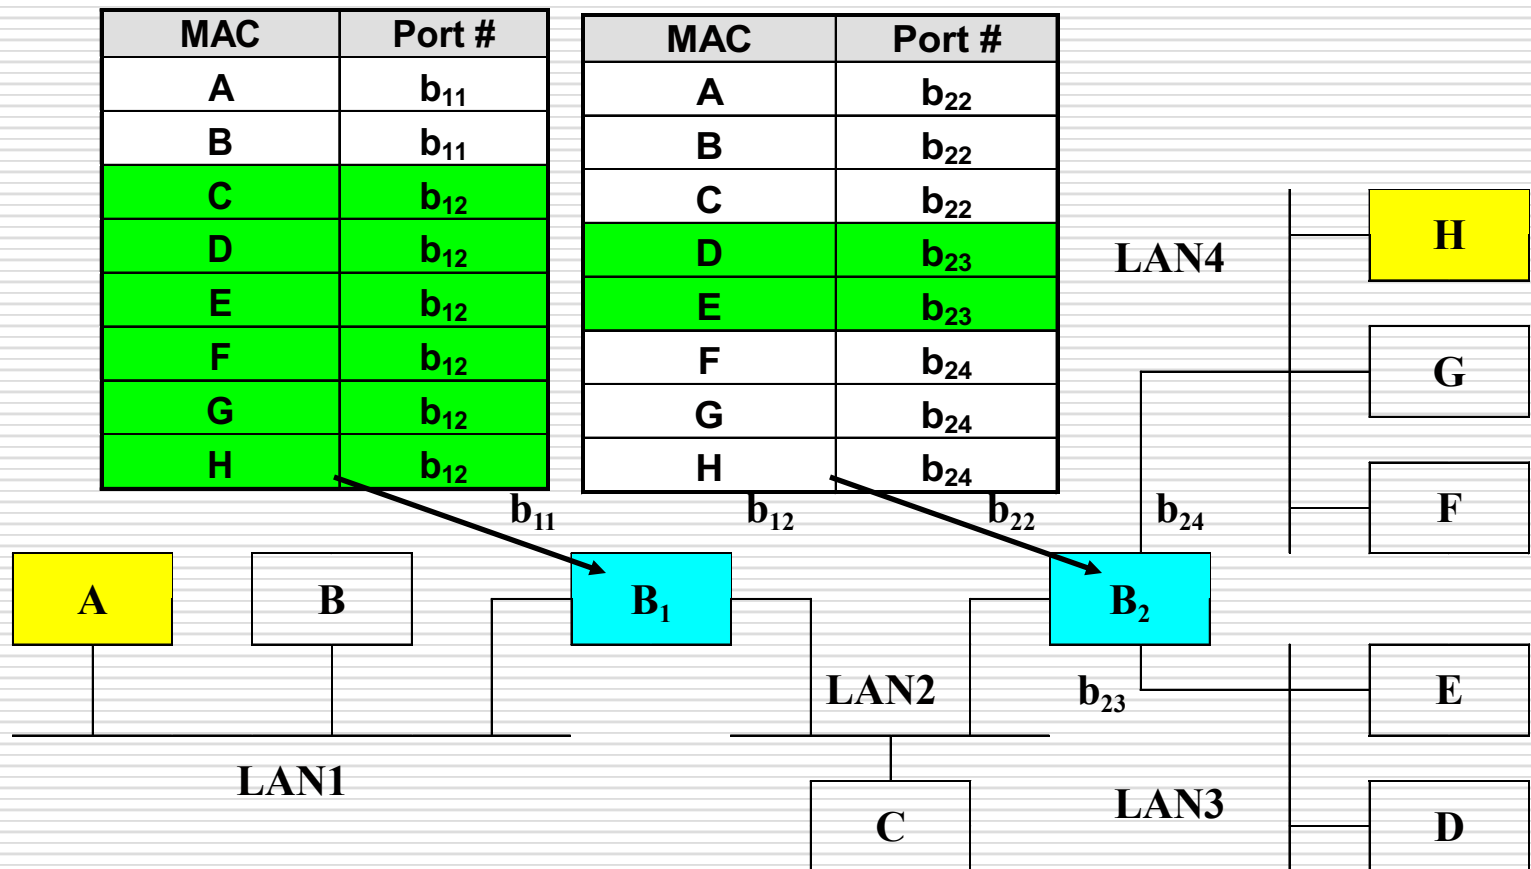 MAC Port #
A b11
B b11
C b12
D b12
E b12
F b12
G b12
H b12
MAC Port #
A b22
B b22
C b22
D b23
E b23
F b24
G b24
H b24
b11 b12 b22 b24
LAN4
H
G
F
A B B1 B2
LAN2 b23 E
LAN1
C
LAN3
D